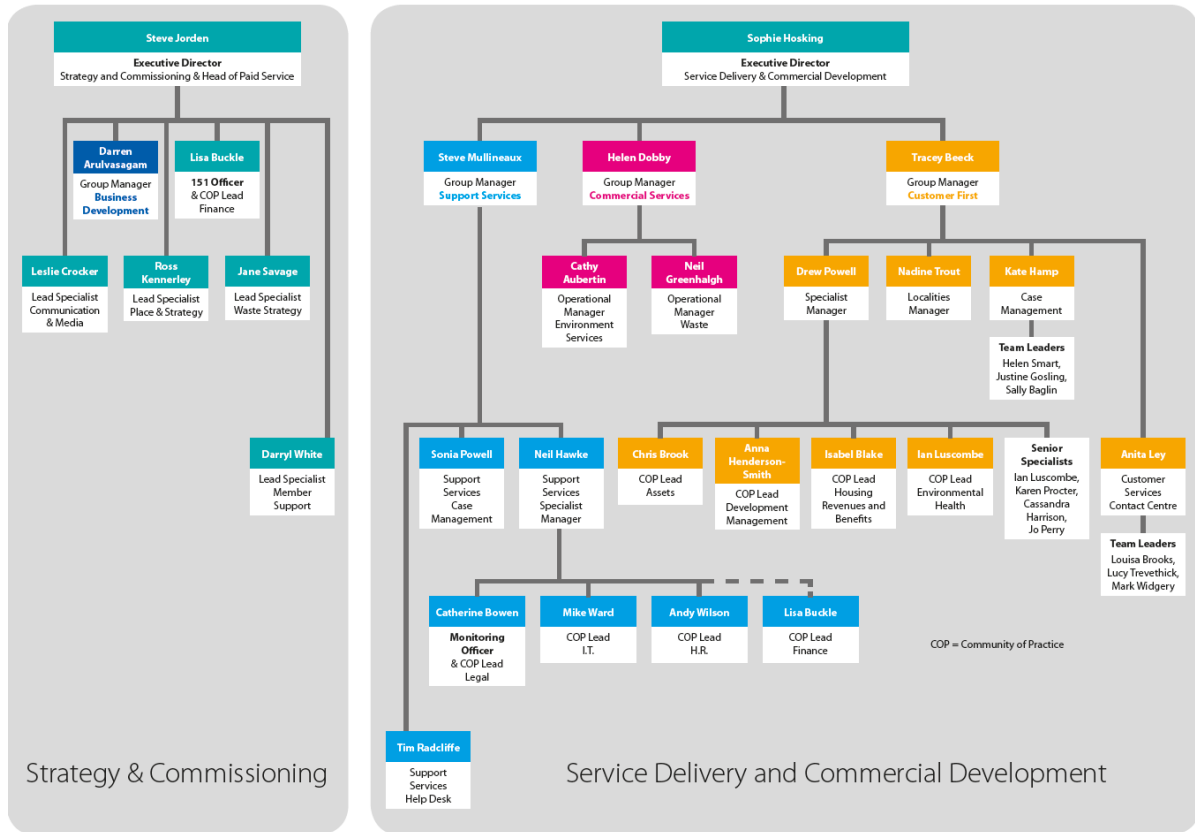 Steve Jorden
Executive Director
Strategy and Commissioning & Head of Paid Service
Darren
Arulvasagam
Group Manager
Business
Development
Lisa Buckle
151 Officer
& COP Lead
Finance
Leslie Crocker
Lead Specialist
Communication
& Media
Ross
Kennerley
Lead Specialist
Place & Strategy
Jane Savage
Lead Specialist
Waste Strategy
Darryl White
Lead Specialist
Member
Support
Strategy & Commissioning
Sophie Hosking
Executive Director
Service Delivery & Commercial Development
Steve Mullineaux
Group Manager
Support Services
Helen Dobby
Group Manager
Commercial Services
Tracey Beeck
Group Manager
Customer First
Cathy
Aubertin
Operational
Manager
Environment
Services
Neil
Greenhalgh
Operational
Manager
Waste
Drew Powell
Specialist
Manager
Nadine Trout
Localities
Manager
Kate Hamp
Case
Management
Team Leaders
Helen Smart,
Justine Gosling,
Sally Baglin
Sonia Powell
Support
Services
Case
Management
Neil Hawke
Support
Services
Specialist
Manager
Chris Brook
COP Lead
Assets
Anna
Henderson-
Smith
COP Lead
Development
Management
Isabel Blake
COP Lead
Housing
Revenues and
Benefits
Ian Luscombe
COP Lead
Environmental
Health
Senior
Specialists
Ian Luscombe,
Karen Procter,
Cassandra
Harrison,
Jo Perry
Anita Ley
Customer
Services
Contact Centre
Team Leaders
Louisa Brooks,
Lucy Trevethick,
Mark Widgery
Catherine Bowen
Monitoring
Officer
& COP Lead
Legal
Mike Ward
COP Lead
I.T.
Andy Wilson
COP Lead
H.R.
Lisa Buckle
COP Lead
Finance
COP = Community of Practice
Tim Radcliffe
Support
Services
Help Desk
Service Delivery and Commercial Development